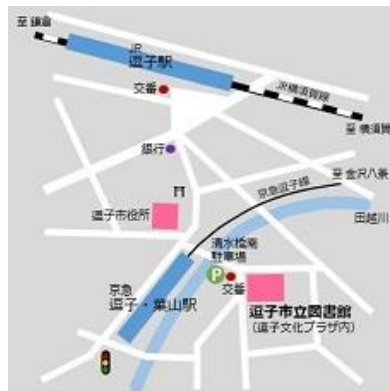 至 鎌倉
JR
逗子駅
交番
JR横須賀線
至 横須賀
銀行
至 金沢八景
京急逗子線
逗子市役所
田越川
清水橋南
駐車場
P
京急
逗子・葉山駅
交番
逗子市立図書館
(逗子文化プラザ内)